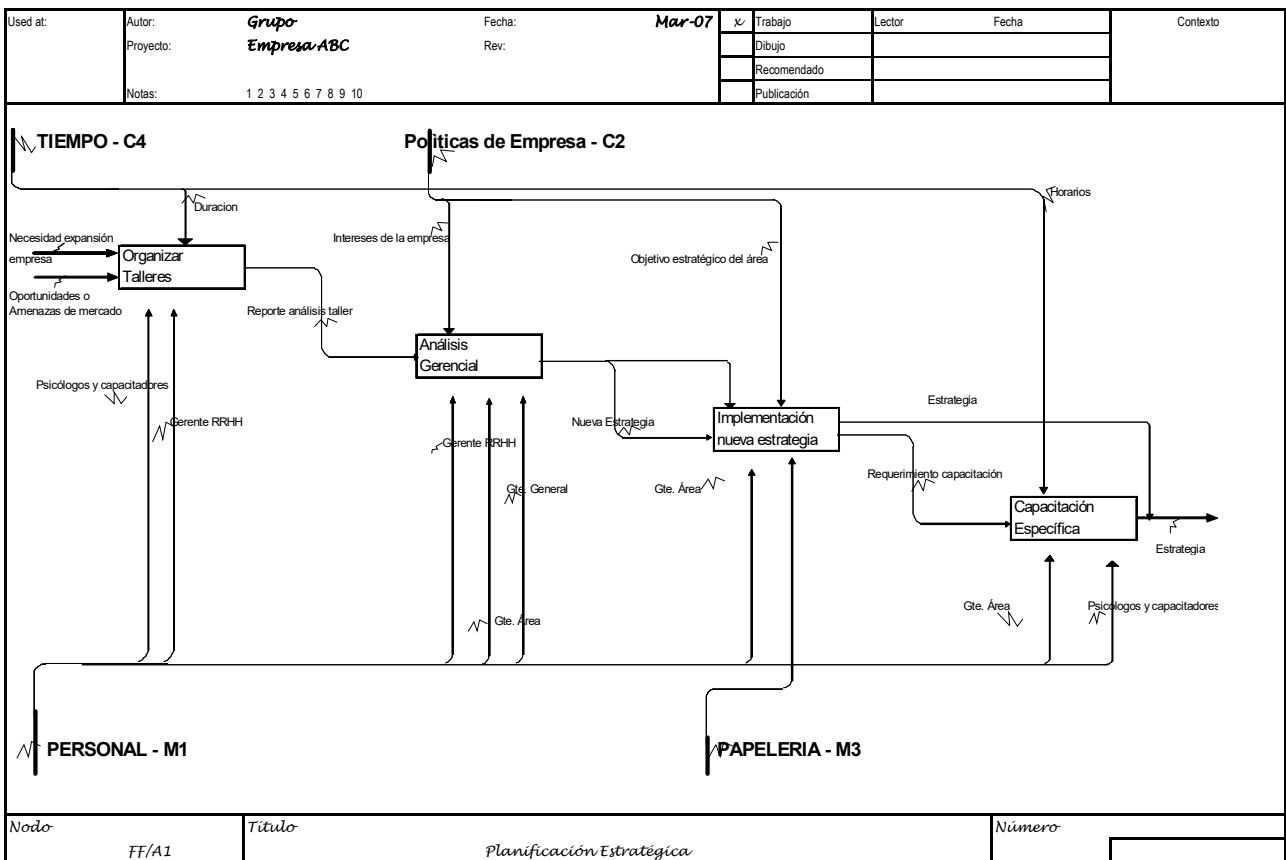 Used at:
Autor: Grupo Fecha: Mar-07
x Trabajo Lector Fecha Contexto
Proyecto: Empresa ABC Rev:
Dibujo
Recomendado
Notas: 1 2 3 4 5 6 7 8 9 10
Publicación
TIEMPO - C4
Polìticas de Empresa - C2
Duracion
Horarios
Necesidad expansión
empresa
Intereses de la empresa
Objetivo estratégico del área
Organizar
Talleres
Oportunidades o
Amenazas de mercado
Reporte análisis taller
Análisis
Gerencial
Psicólogos y capacitadores
Gerente RRHH
Nueva Estrategia
Implementación
nueva estrategia
Estrategia
Gerente RRHH
Gte. General
Gte. Área
Requerimiento capacitación
Capacitación
Específica
Estrategia
Gte. Área
Gte. Área
Psicologos y capacitadores
PERSONAL - M1
PAPELERIA - M3
Nodo
FF/A1
Título
Planificación Estratégica
Número